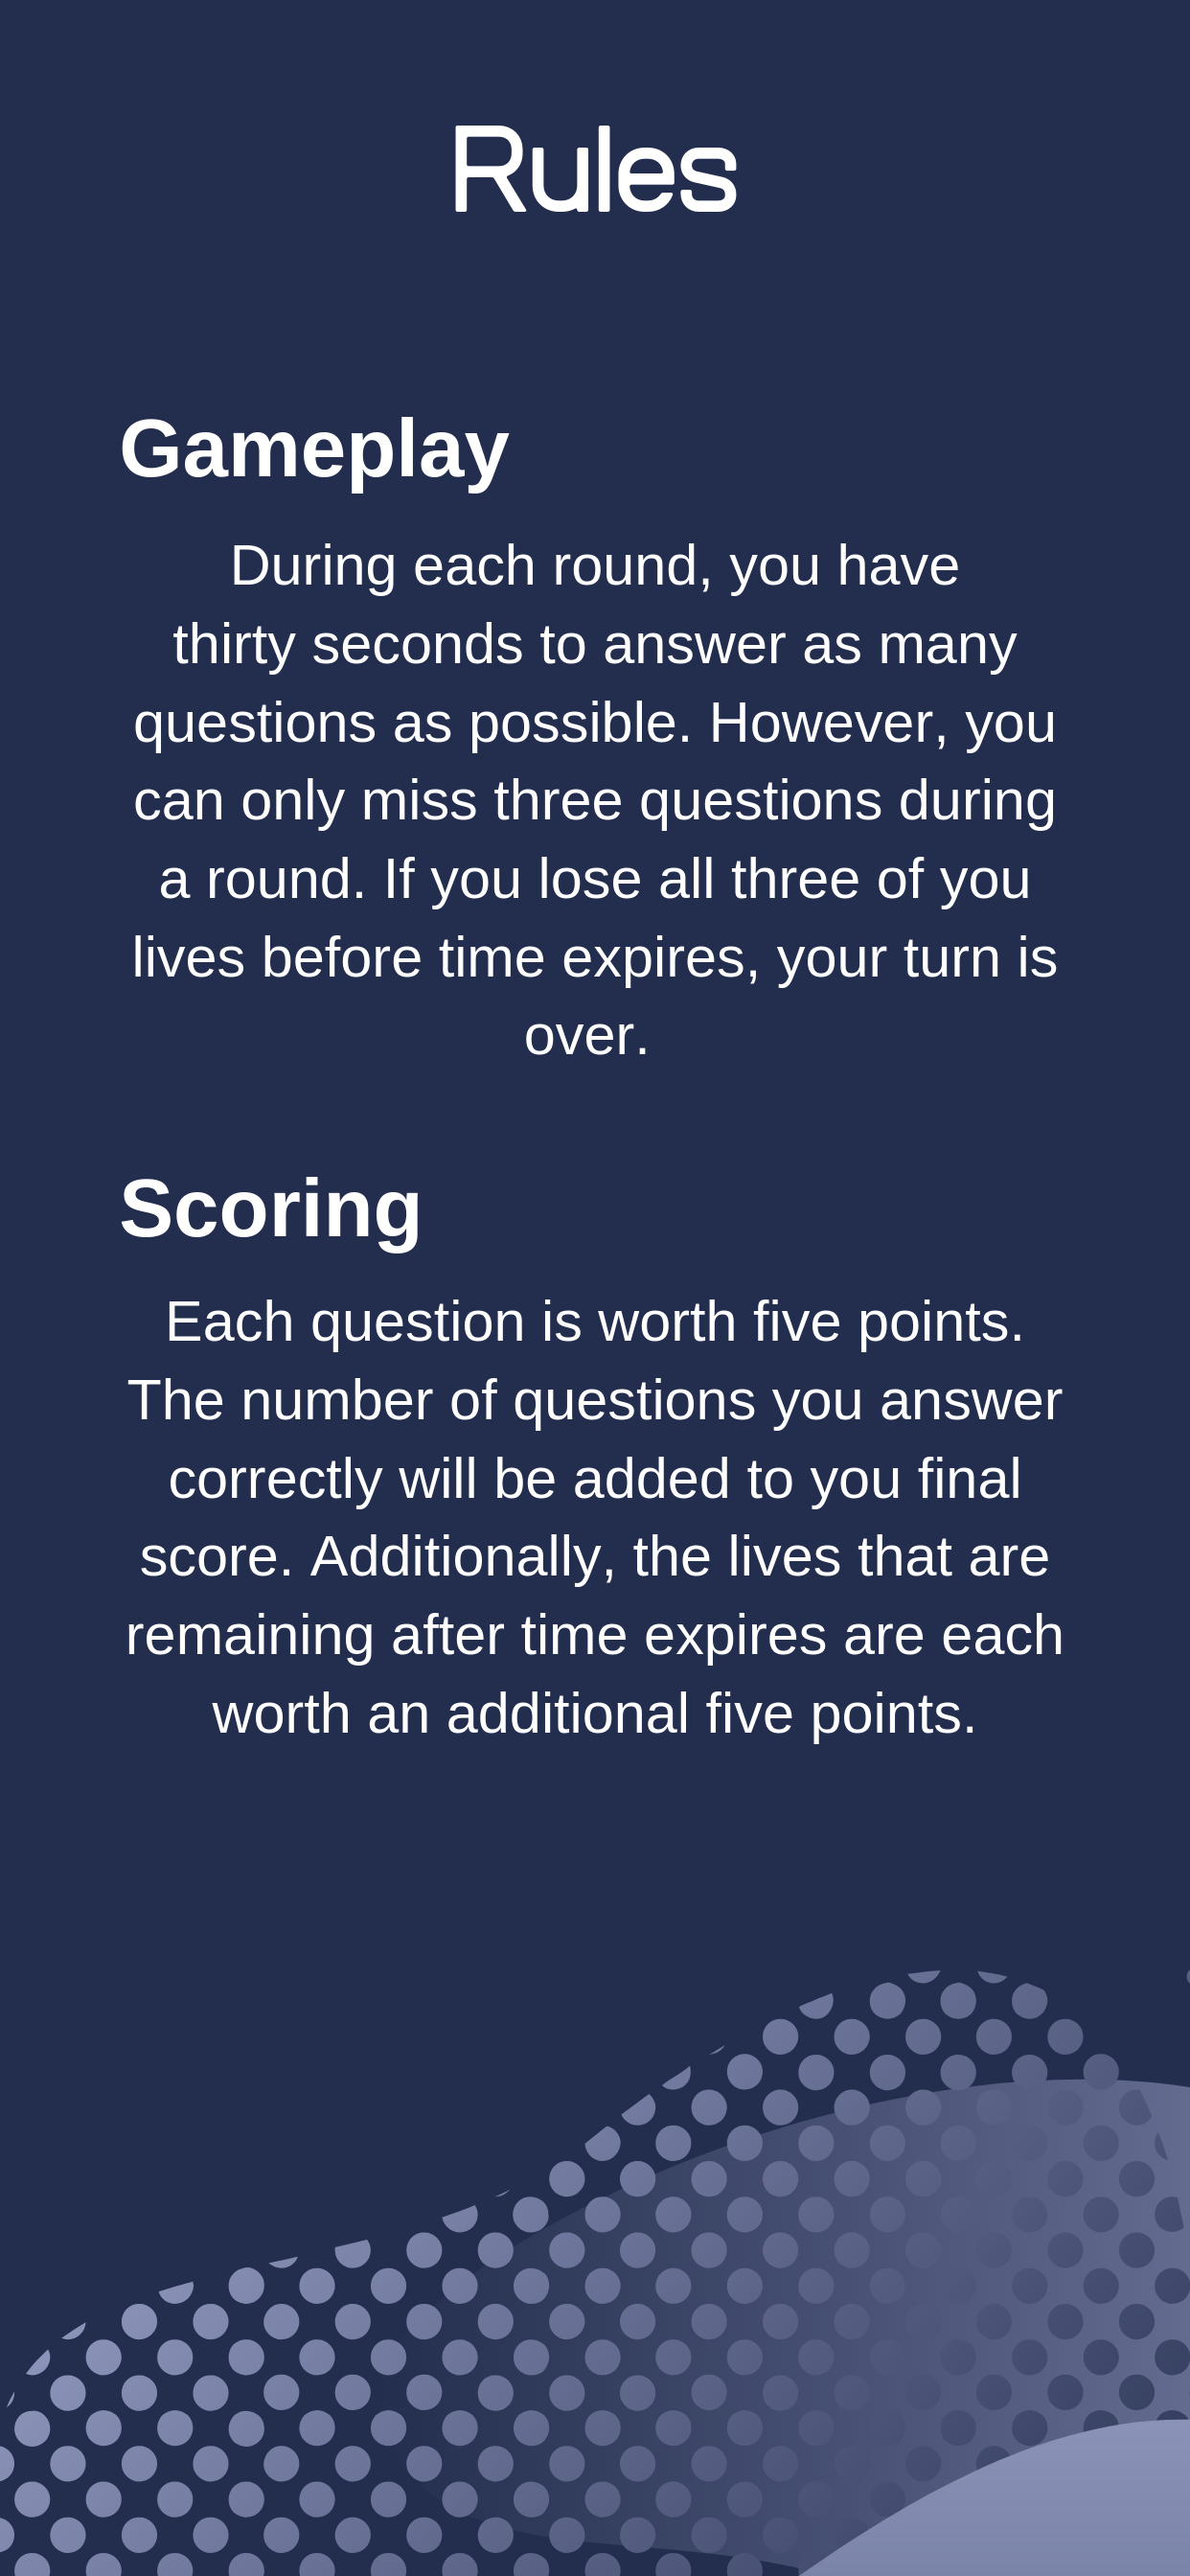 Rules
Gameplay
During each round, you have
thirty seconds to answer as many
questions as possible. However, you
can only miss three questions during
a round. If you lose all three of you
lives before time expires, your turn is
over.
Scoring
Each question is worth five points.
The number of questions you answer
correctly will be added to you final
score. Additionally, the lives that are
remaining after time expires are each
worth an additional five points.